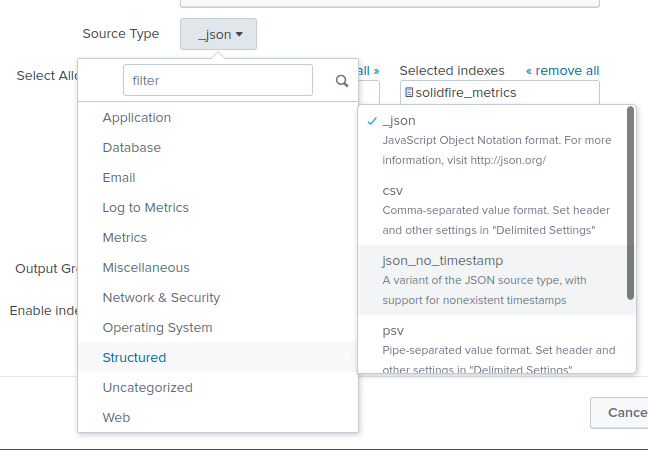 Source Type
_json
Select Allo
all »
Selected indexes
« remove all
solidfire_metrics
filter
Application
Database
Email
Log to Metrics
Metrics
Miscellaneous
Network & Security
Operating System
Structured
Uncategorized
Web
_json
JavaScript Object Notation format. For more
information, visit http://json.org/
csv
Comma-separated value format. Set header
and other settings in "Delimited Settings"
json_no_timestamp
A variant of the JSON source type, with
support for nonexistent timestamps
psv
Pipe-separated value format. Set header and
other settings in "Delimited Settings"
Output Gr
Enable inde
Cance